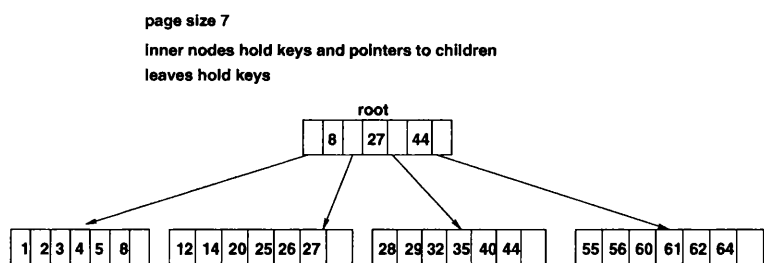 page size 7
inner nodes hold keys and pointers to children
leaves hold keys
root
8 27 44
1 2 3 4 5 8 12 14 20 25 26 27 28 29 32 35 40 44 55 56 60 61 62 64